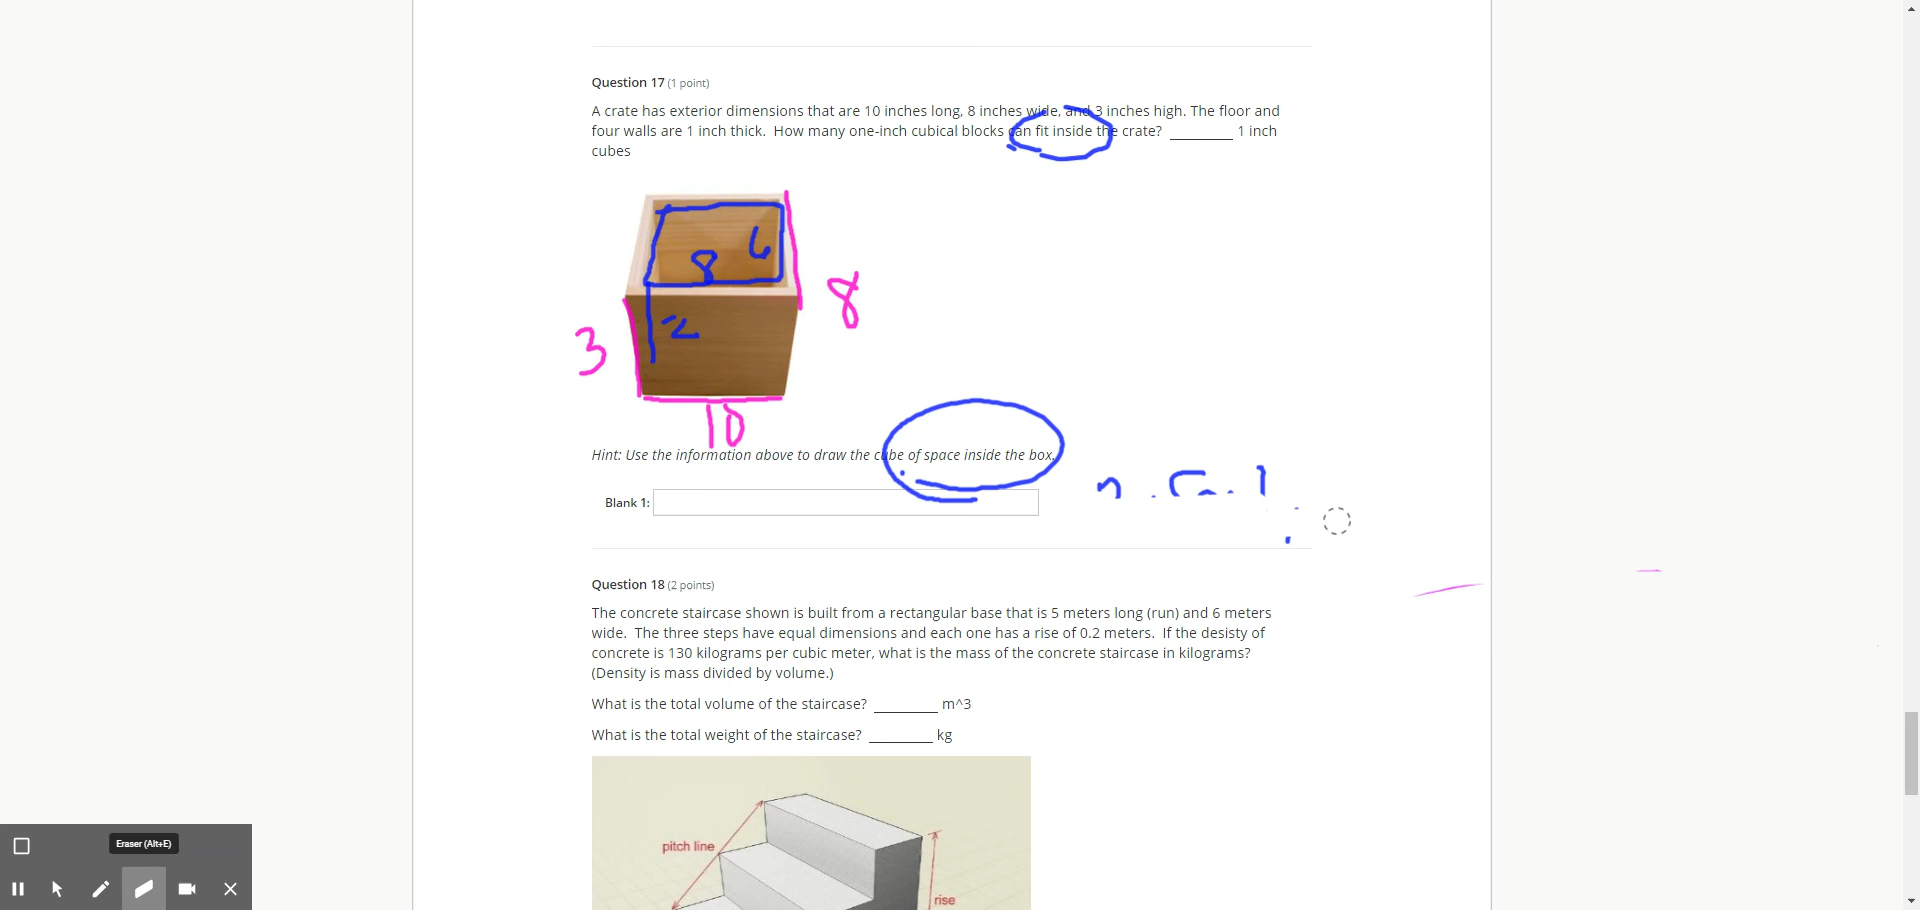 Question 17 (1 point)
A crate has exterior dimensions that are 10 inches long, 8 inches wide, and 3 inches high. The floor and
four walls are 1 inch thick. How many one-inch cubical blocks can fit inside the crate? _________ 1 inch
cubes
6
8
8
2
3
10
Hint: Use the information above to draw the cube of space inside the box.
Blank 1:
Question 18 (2 points)
The concrete staircase shown is built from a rectangular base that is 5 meters long (run) and 6 meters
wide. The three steps have equal dimensions and each one has a rise of 0.2 meters. If the desisty of
concrete is 130 kilograms per cubic meter, what is the mass of the concrete staircase in kilograms?
(Density is mass divided by volume.)
What is the total volume of the staircase? _________ m^3
What is the total weight of the staircase? _________ kg
pitch line
rise
Eraser (Alt+E)